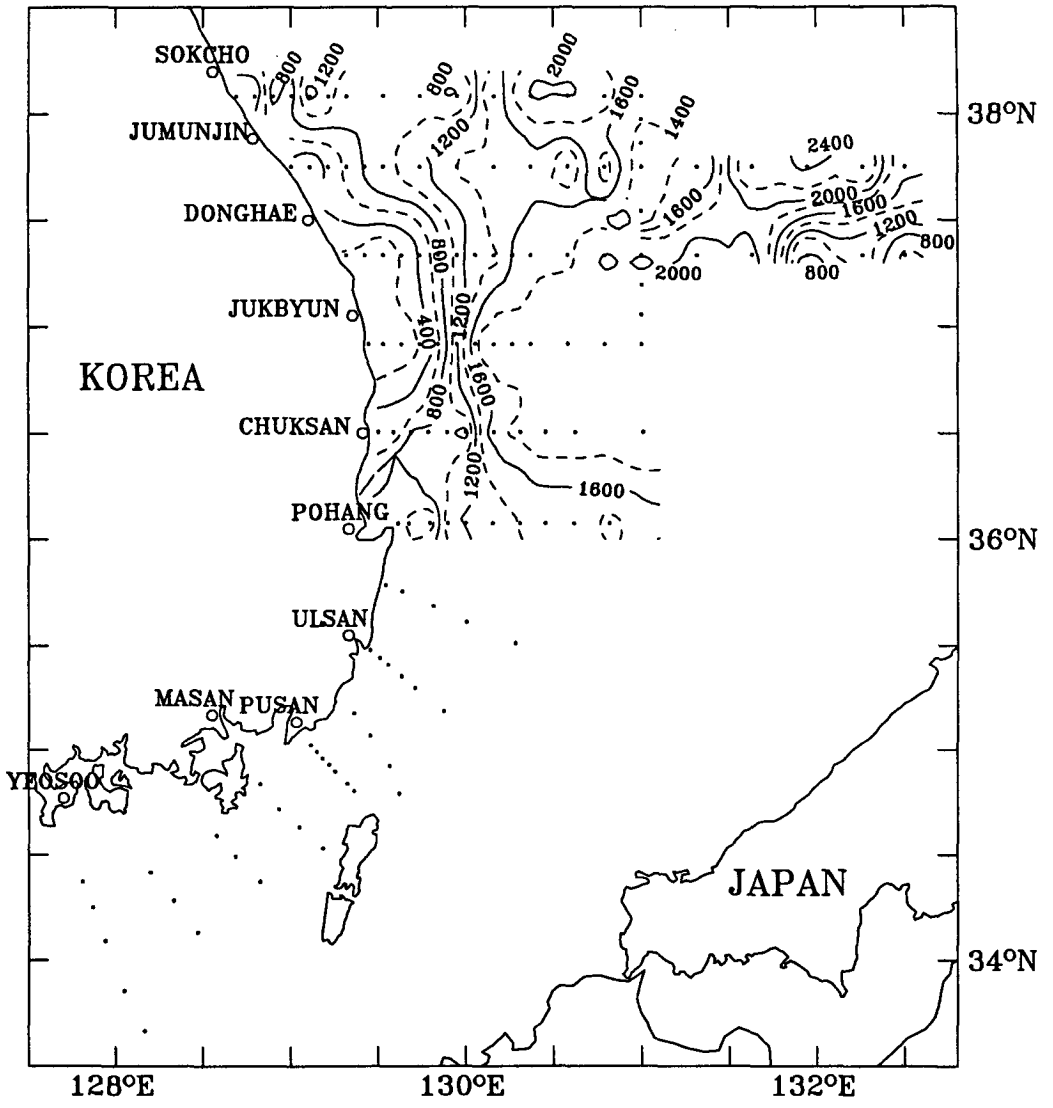 SOKCHO
800
1200
800
2000
1600
1400
38°N
JUMUNJIN
1200
2400
DONGHAE
1600
2000
1600
1200
800
800
2000
800
JUKBYUN
400
1200
KOREA
800
1600
CHUKSAN
1200
1600
POHANG
36°N
ULSAN
MASAN
PUSAN
YEOSOO
JAPAN
34°N
128°E
130°E
132°E